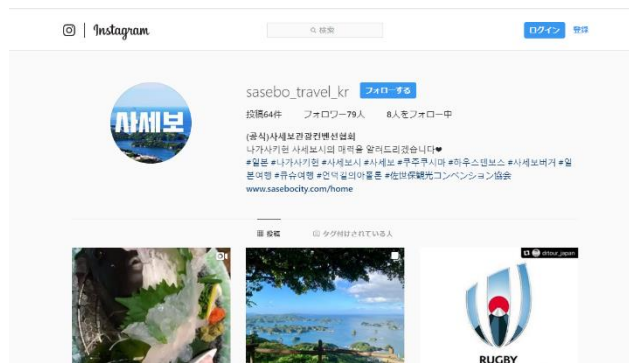 Instagram
検索
ログイン
登録
사세보
sasebo_travel_kr
フォローする
投稿64件 フォロワー79人 8人をフォロー中
(공식)사세보관광컨벤션협회
나가사키현 사세보시의 매력을 알려드리겠습니다❤
#일본 #나가사키현 #사세보시 #사세보 #쿠주쿠시마 #하우스텐보스 #사세보버거 #일
본여행 #큐슈여행 #언덕길의아폴론 #佐世保観光コンベンション協会
www.sasebocity.com/home
投稿
タグ付けされている人
drtour_japan
RUGBY